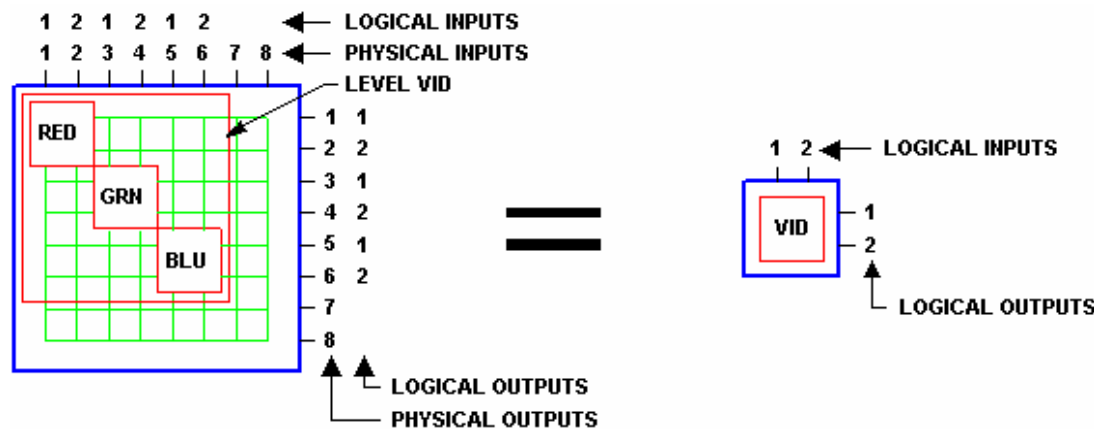 1 2 1 2 1 2 LOGICAL INPUTS
1 2 3 4 5 6 7 8 PHYSICAL INPUTS
LEVEL VID
RED
GRN
BLU
1 1
2 2
3 1
4 2
5 1
6 2
7
8
LOGICAL OUTPUTS
PHYSICAL OUTPUTS
1 2 LOGICAL INPUTS
VID
1
2
LOGICAL OUTPUTS